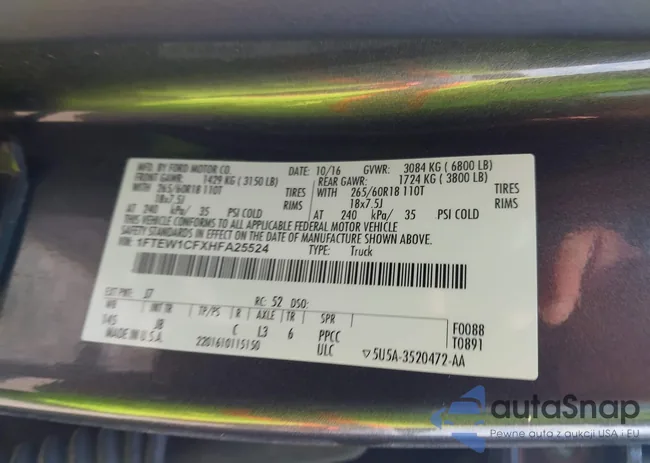 MFD. BY FORD MOTOR CO. DATE: 10/16 GVWR: 3084 KG ( 6800 LB)
FRONT GAWR: 1429 KG ( 3150 LB) REAR GAWR: 1724 KG ( 3800 LB)
WITH 265/60R18 110T TIRES WITH 265/60R18 110T TIRES
18x7.5J RIMS 18x7.5J RIMS
AT 240 kPa/ 35 PSI COLD AT 240 kPa/ 35 PSI COLD
THIS VEHICLE CONFORMS TO ALL APPLICABLE FEDERAL MOTOR VEHICLE
SAFETY STANDARDS IN EFFECT ON THE DATE OF MANUFACTURE SHOWN ABOVE.
VIN: 1FTEW1CFXHFA25524 TYPE: Truck
EXT PNT: J7 RC: 52 DSO:
WB INT TR TP/PS R AXLE TR SPR
145 JB C L3 6 PPCC F0088
MADE IN U.S.A. 2201610115150 ULC T0891
▽5U5A-3520472-AA
autaSnap
Pewne auta z aukcji USA i EU